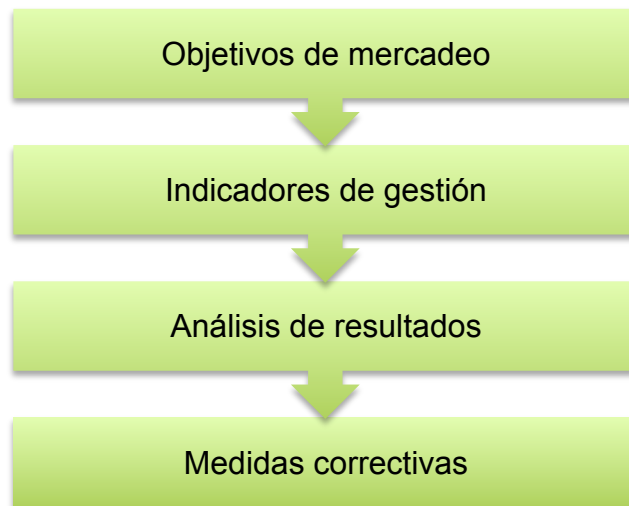 Objetivos de mercadeo
Indicadores de gestión
Análisis de resultados
Medidas correctivas